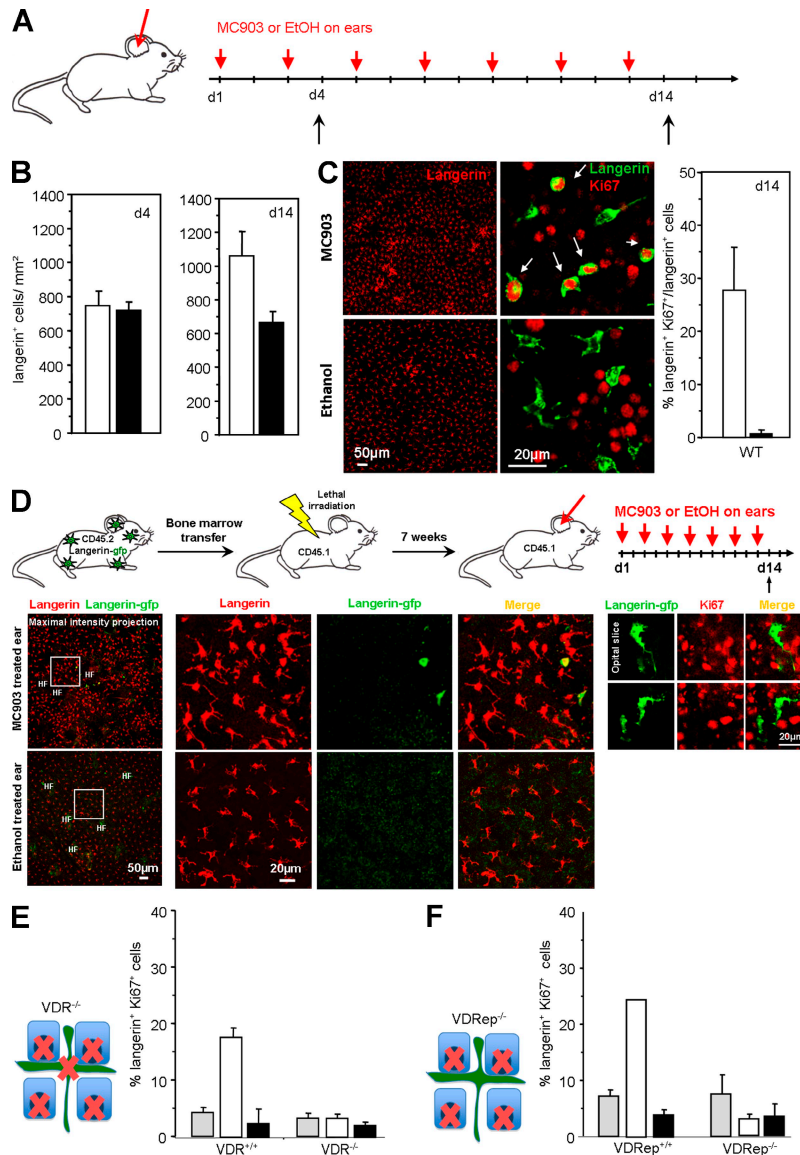 A
MC903 or EtOH on ears
d1
d4
d14
B
langerin+ cells/ mm²
d4
1400
1200
1000
800
600
400
200
0
d14
1400
1200
1000
800
600
400
200
0
C
MC903
Ethanol
Langerin
Langerin
Ki67
50µm
20µm
% langerin+ Ki67+/langerin+ cells
d14
50
40
30
20
10
0
WT
D
CD45.2
Langerin-gfp
Bone marrow
transfer
Lethal
irradiation
CD45.1
7 weeks
CD45.1
MC903 or EtOH on ears
d1
d14
Langerin Langerin-gfp
Langerin
Langerin-gfp
Merge
Langerin-gfp
Ki67
Merge
MC903 treated ear
Maximal intensity projection
HF
HF
HF
Opital slice
20µm
Ethanol treated ear
HF
HF
HF
HF
HF
50µm
20µm
E
VDR-/-
% langerin+ Ki67+ cells
40
30
20
10
0
VDR+/+
VDR-/-
F
VDRep-/-
% langerin+ Ki67+ cells
40
30
20
10
0
VDRep+/+
VDRep-/-